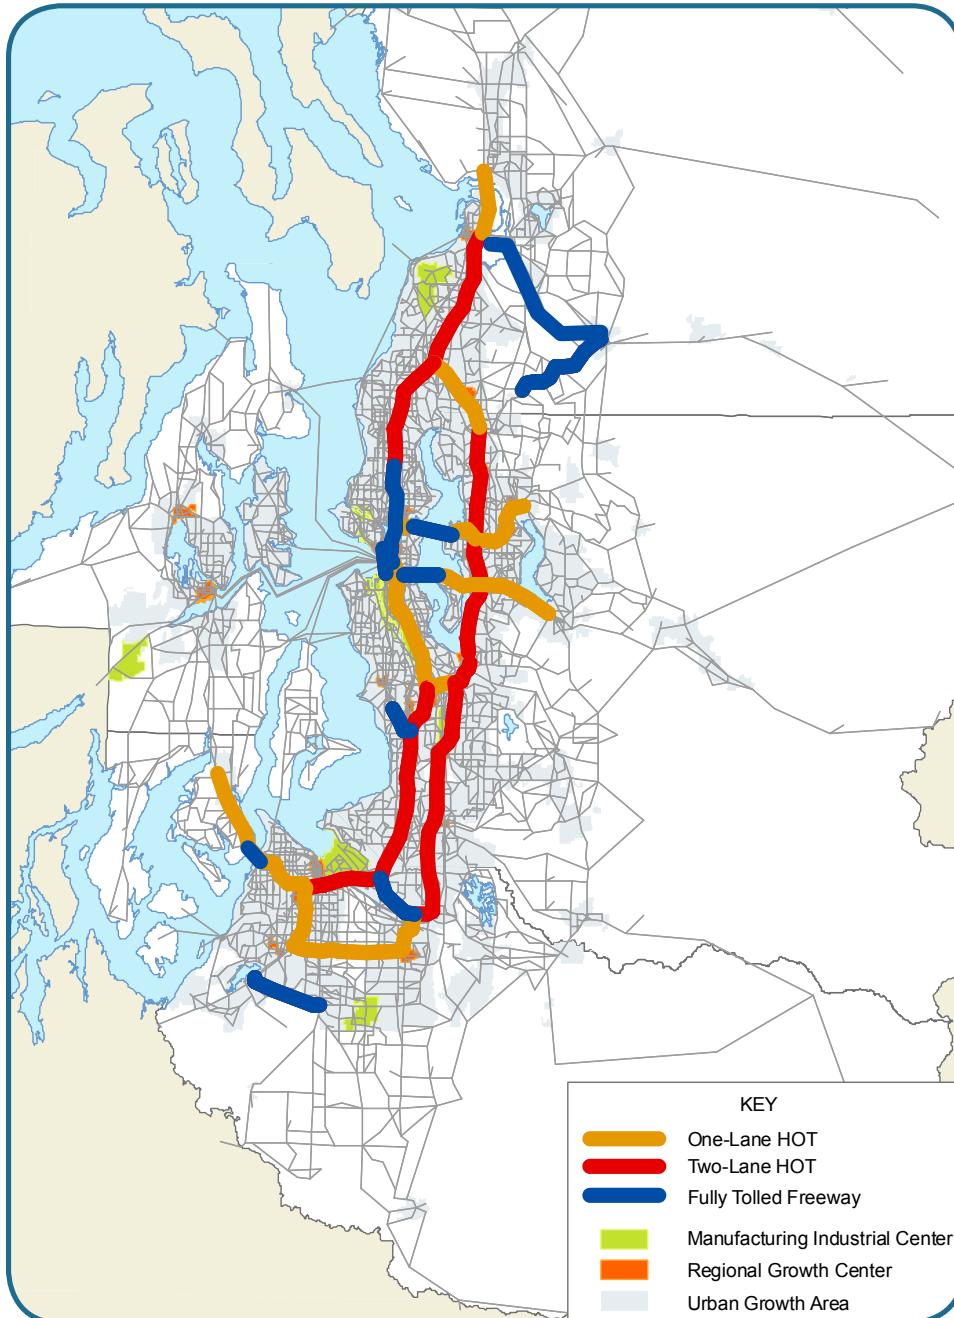 KEY
One-Lane HOT
Two-Lane HOT
Fully Tolled Freeway
Manufacturing Industrial Center
Regional Growth Center
Urban Growth Area